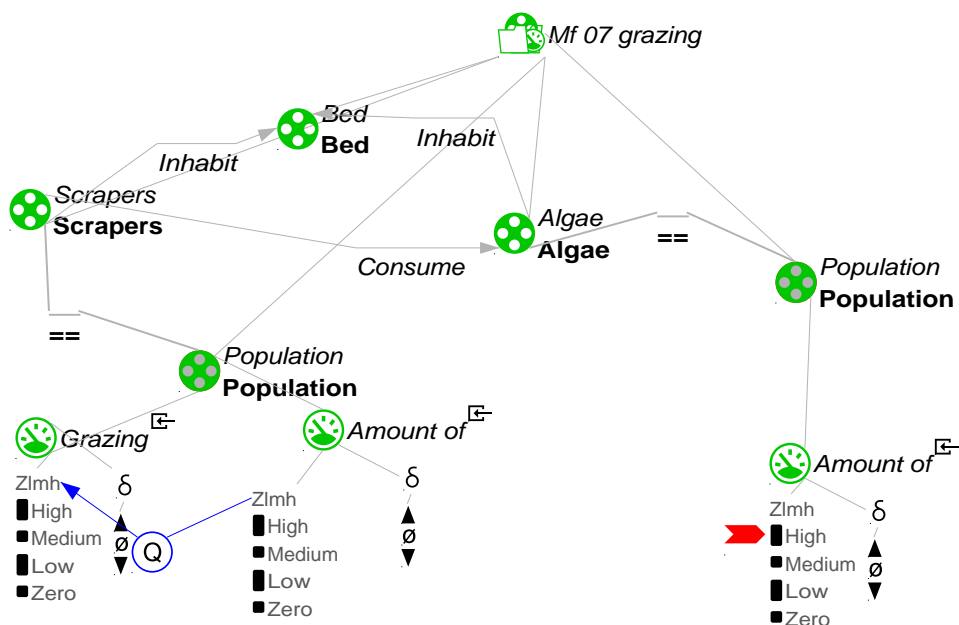 Mf 07 grazing
Bed
Bed
Inhabit
Inhabit
Scrapers
Scrapers
Algae
Algae
==
Consume
Population
Population
==
Population
Population
Grazing
Amount of
Amount of
Zlmh
δ
High
Medium
ø
Low
Zero
Q
Zlmh
δ
High
Medium
ø
Low
Zero
Zlmh
δ
High
Medium
ø
Low
Zero